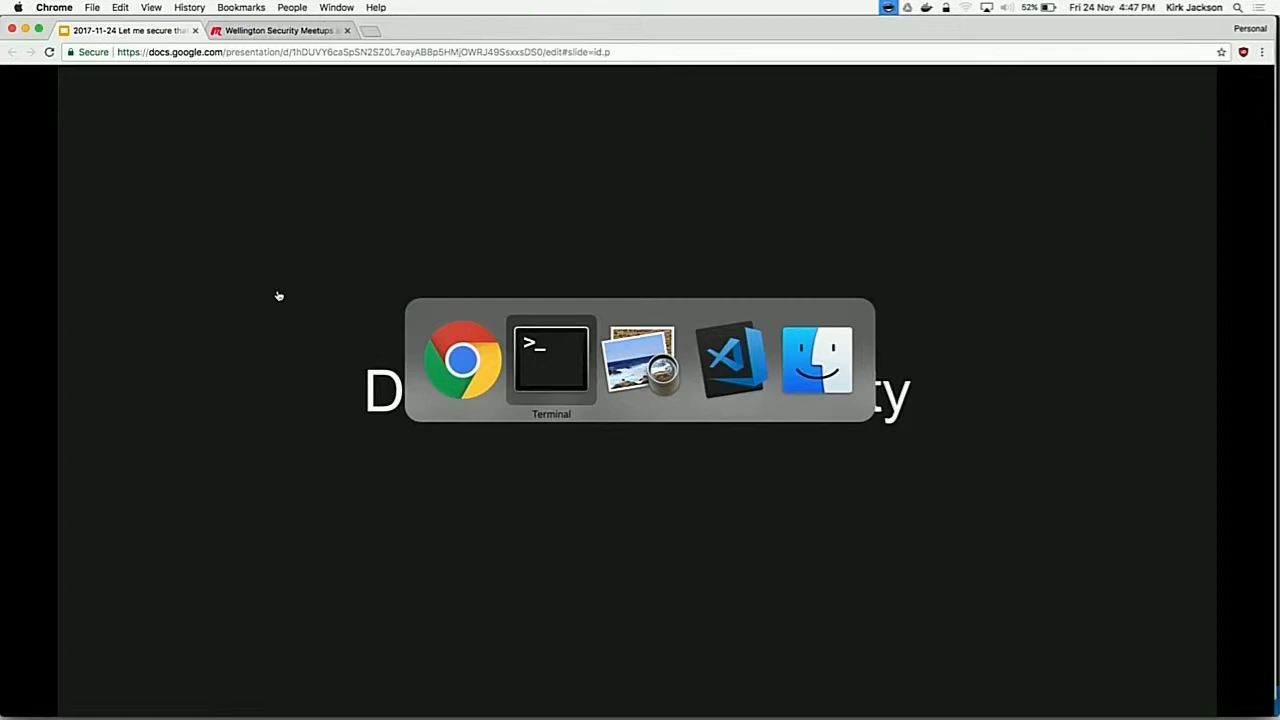 Chrome File Edit View History Bookmarks People Window Help 52% Fri 24 Nov 4:47 PM Kirk Jackson
2017-11-24 Let me secure tha Wellington Security Meetups Personal
Secure https://docs.google.com/presentation/d/1hDUVY6caSpSN2SZ0L7eayABBp5HMjOWRJ49SsxxsDS0/edit#slide=id.p
>_
D ty
Terminal